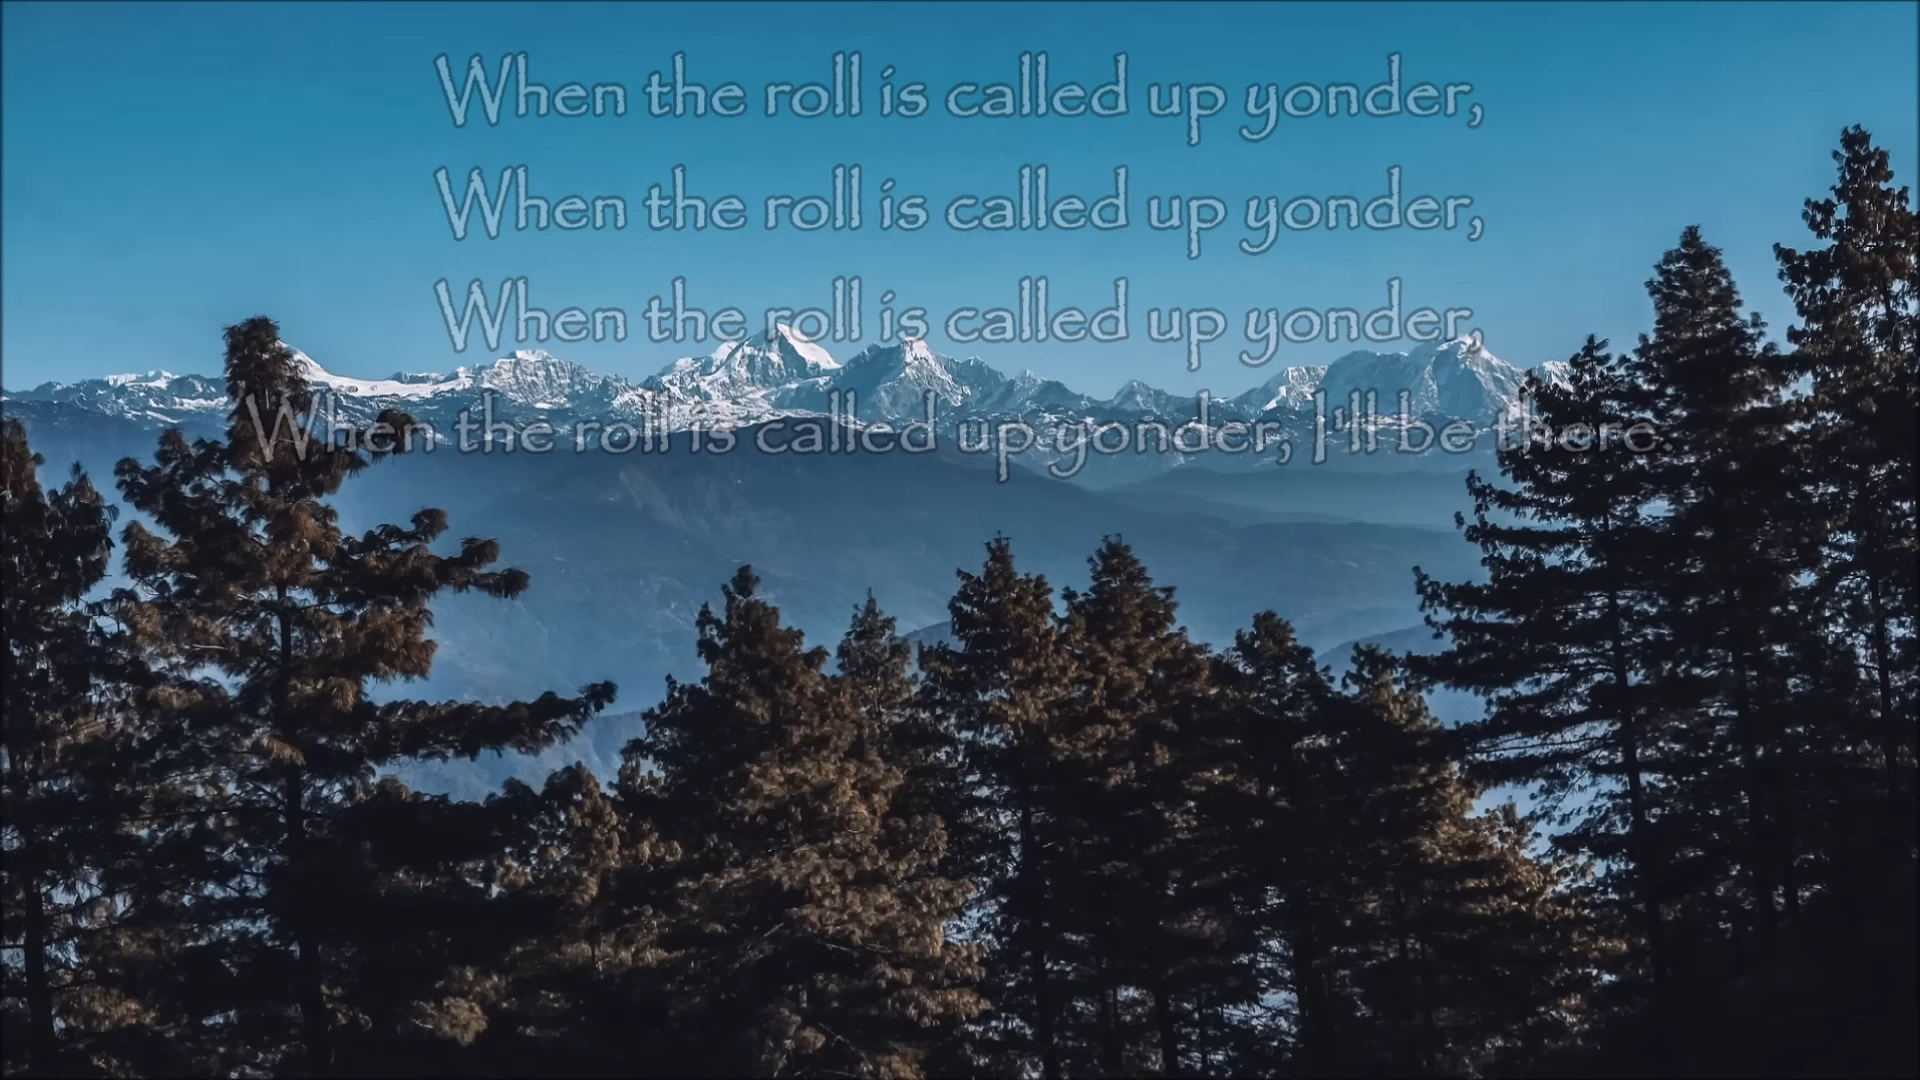 When the roll is called up yonder,
When the roll is called up yonder,
When the roll is called up yonder,
When the roll is called up yonder, I'll be there.